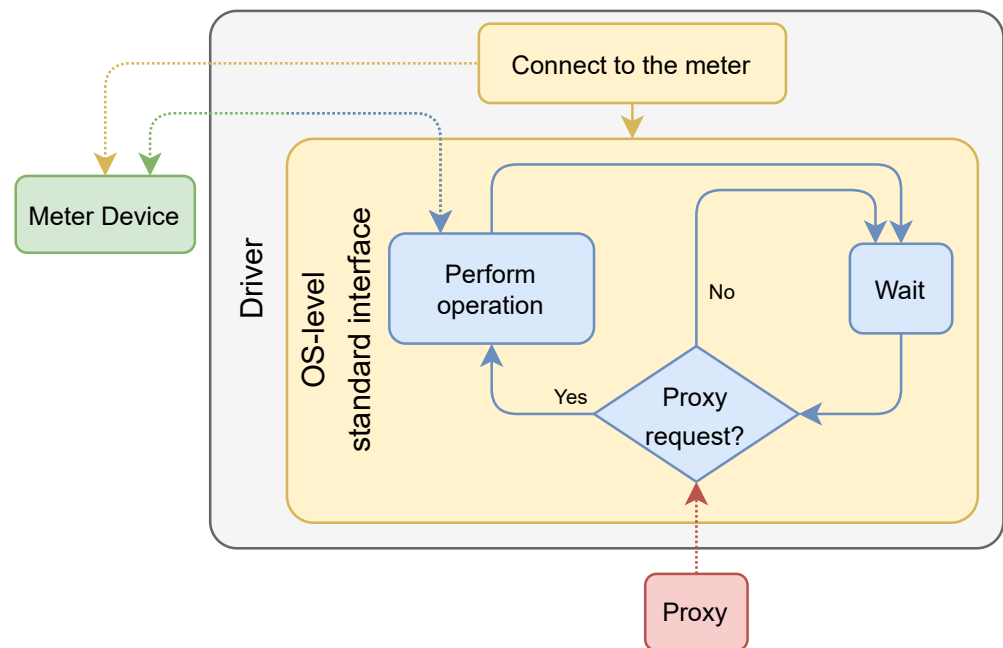 Connect to the meter
Meter Device
Driver
OS-level
standard interface
Perform
operation
No
Wait
Yes
Proxy
request?
Proxy